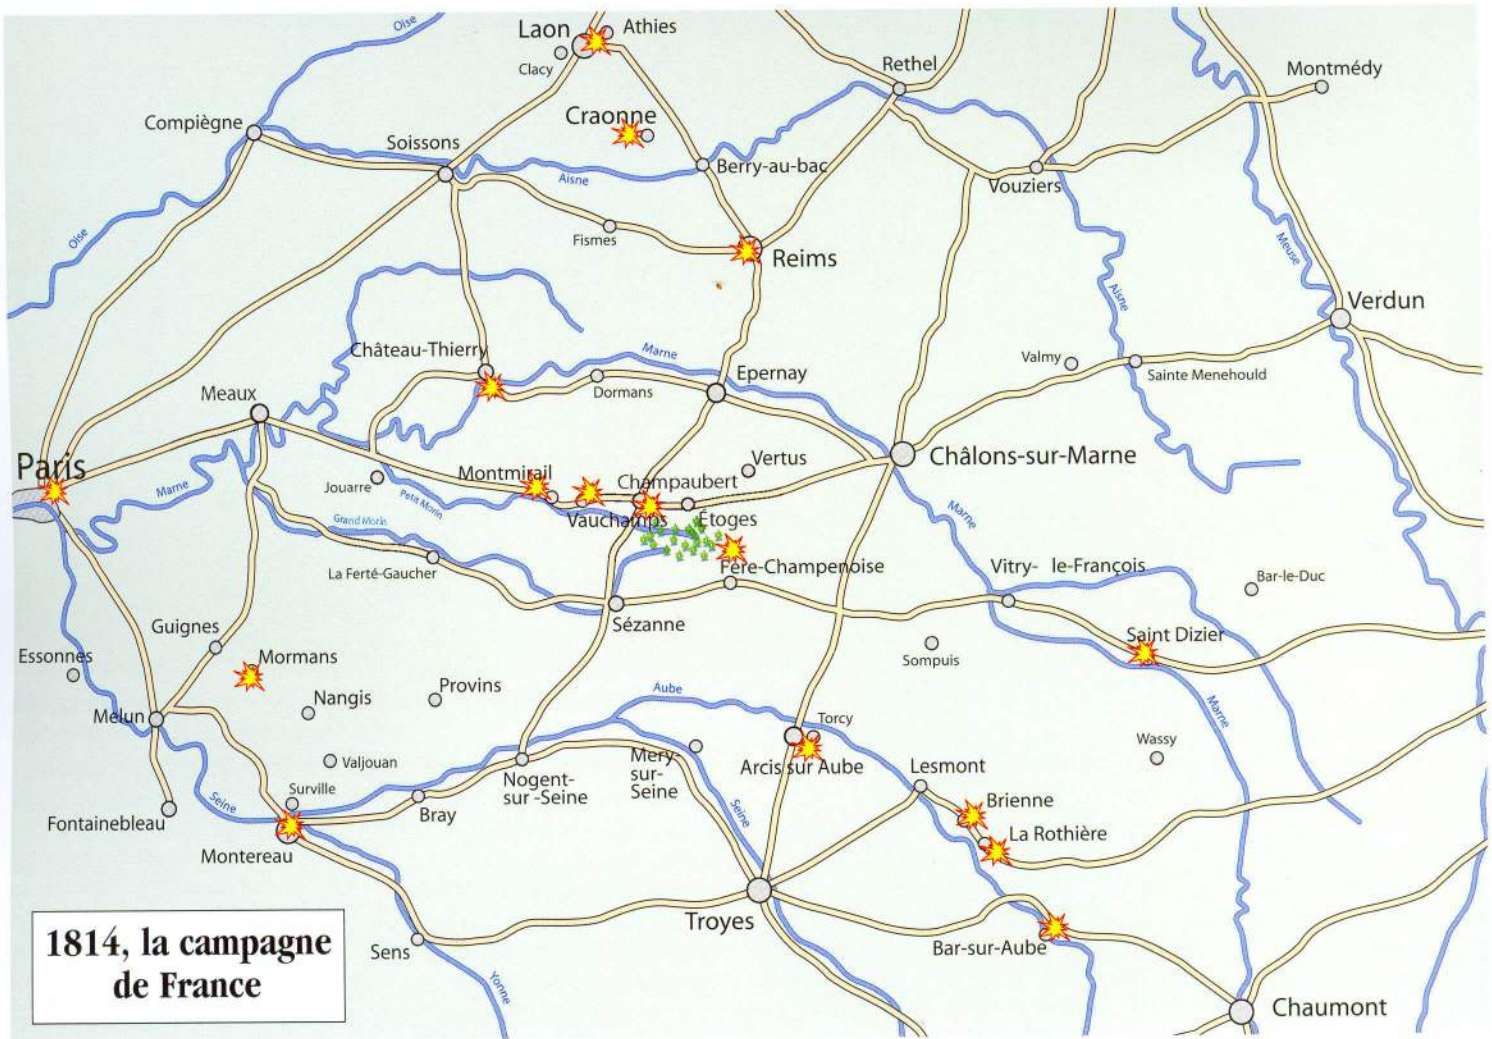 Oise
Laon
Athies
Clacy
Rethel
Montmédy
Craonne
Compiègne
Soissons
Berry-au-bac
Aisne
Vouziers
Oise
Fismes
Reims
Meuse
Aisne
Verdun
Château-Thierry
Marne
Valmy
Sainte Menehould
Epernay
Dormans
Meaux
Paris
Marne
Jouarre
Montmirail
Petit Morin
Champaubert
Vertus
Châlons-sur-Marne
Vauchamps
Étoges
Marne
Grand Morin
La Ferté-Gaucher
Fère-Champenoise
Vitry- le-François
Bar-le-Duc
Sézanne
Guignes
Saint Dizier
Essonnes
Mormans
Sompuis
Nangis
Provins
Aube
Marne
Melun
Torcy
Wassy
Valjouan
Mery-
sur-
Seine
Arcis sur Aube
Lesmont
Nogent-
sur -Seine
Surville
Seine
Seine
Brienne
Fontainebleau
Bray
La Rothière
Montereau
Troyes
Bar-sur-Aube
Sens
Yonne
Chaumont
1814, la campagne
de France